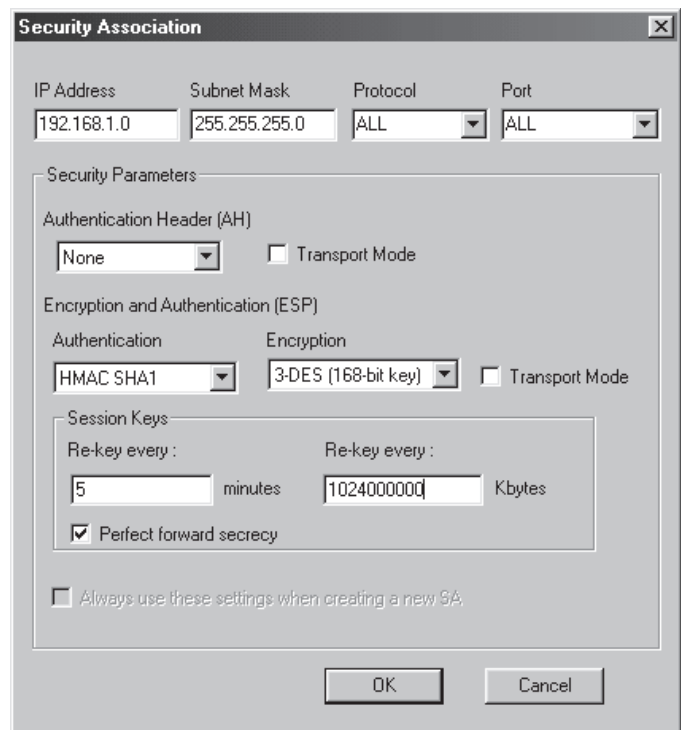 Security Association
IP Address Subnet Mask Protocol Port
192.168.1.0 255.255.255.0 ALL ALL
Security Parameters
Authentication Header (AH)
None Transport Mode
Encryption and Authentication (ESP)
Authentication Encryption
HMAC SHA1 3-DES (168-bit key) Transport Mode
Session Keys
Re-key every : Re-key every :
5 minutes 1024000000 Kbytes
Perfect forward secrecy
Always use these settings when creating a new SA
OK Cancel